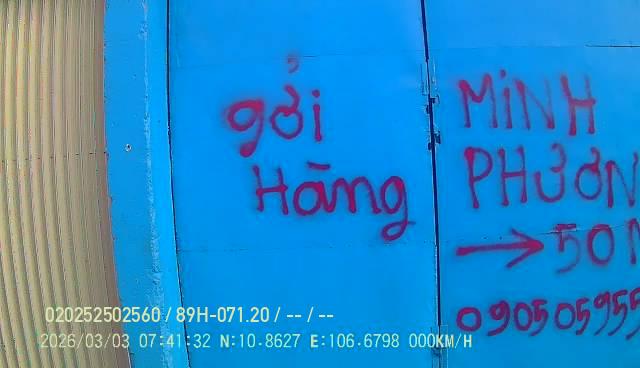 gởi
Hàng
MINH
PHƯƠN
→ 50
090505955
020252502560 / 89H-071.20 / -- / --
2026/03/03 07:41:32 N:10.8627 E:106.6798 000KM/H